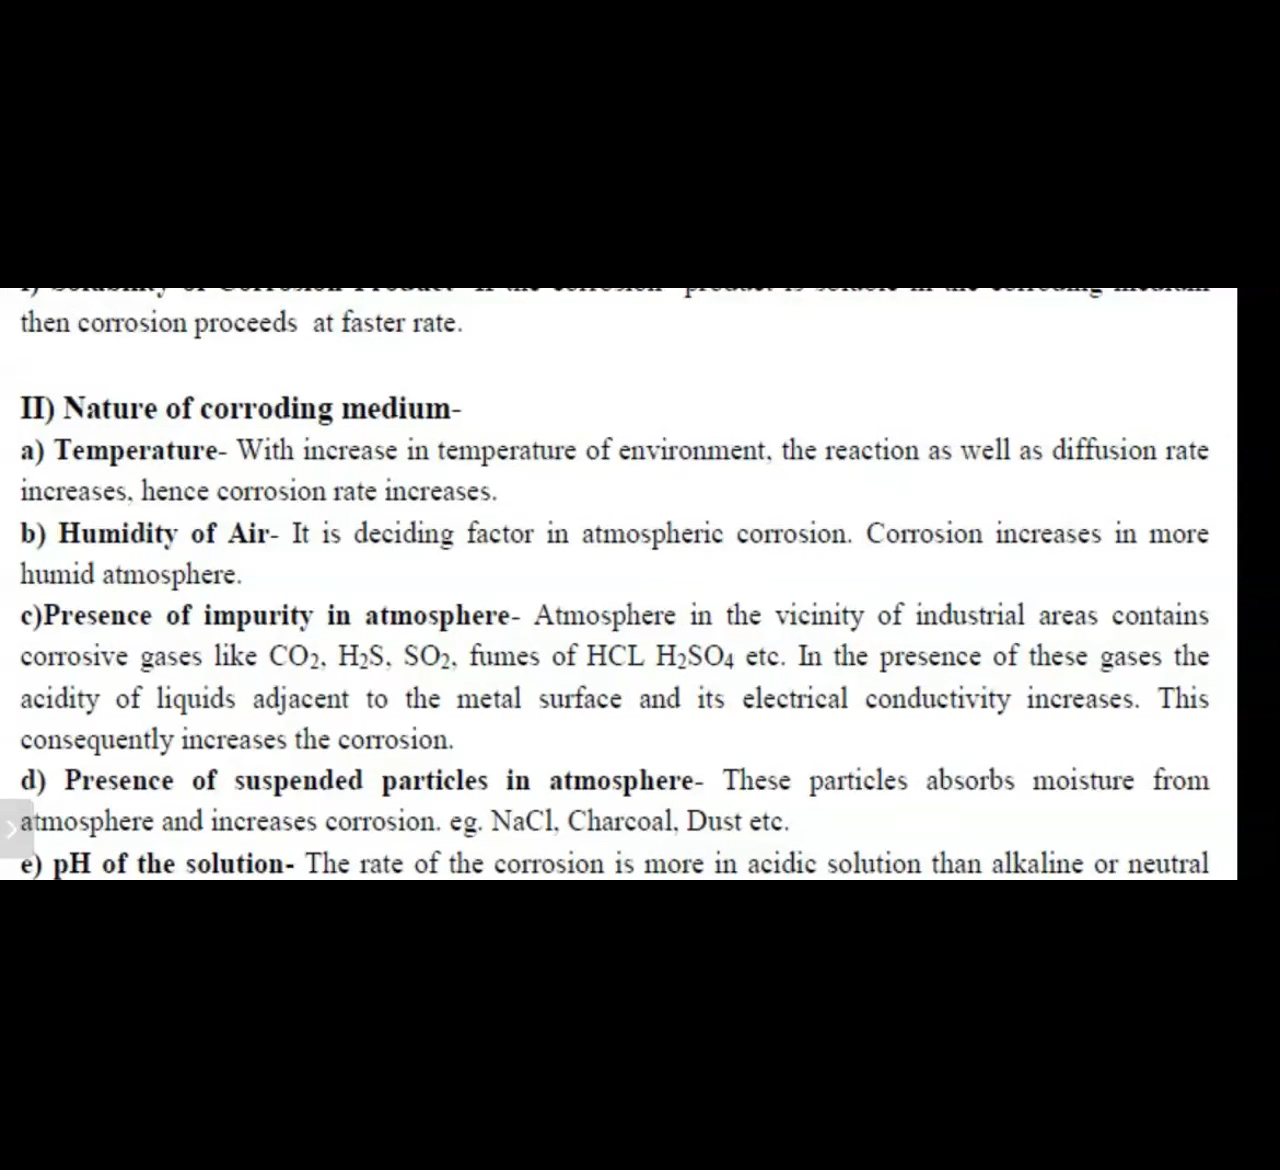 then corrosion proceeds at faster rate.
II) Nature of corroding medium-
a) Temperature- With increase in temperature of environment, the reaction as well as diffusion rate
increases, hence corrosion rate increases.
b) Humidity of Air- It is deciding factor in atmospheric corrosion. Corrosion increases in more
humid atmosphere.
c)Presence of impurity in atmosphere- Atmosphere in the vicinity of industrial areas contains
corrosive gases like CO₂, H₂S, SO₂, fumes of HCL H₂SO₄ etc. In the presence of these gases the
acidity of liquids adjacent to the metal surface and its electrical conductivity increases. This
consequently increases the corrosion.
d) Presence of suspended particles in atmosphere- These particles absorbs moisture from
atmosphere and increases corrosion. eg. NaCl, Charcoal, Dust etc.
e) pH of the solution- The rate of the corrosion is more in acidic solution than alkaline or neutral